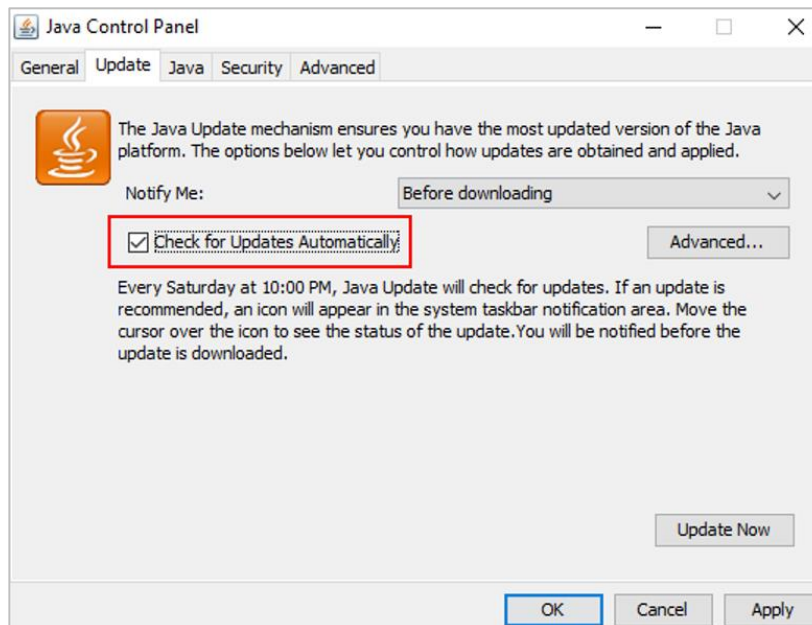 Java Control Panel
General Update Java Security Advanced
The Java Update mechanism ensures you have the most updated version of the Java
platform. The options below let you control how updates are obtained and applied.
Notify Me: Before downloading
Check for Updates Automatically Advanced...
Every Saturday at 10:00 PM, Java Update will check for updates. If an update is
recommended, an icon will appear in the system taskbar notification area. Move the
cursor over the icon to see the status of the update.You will be notified before the
update is downloaded.
Update Now
OK Cancel Apply